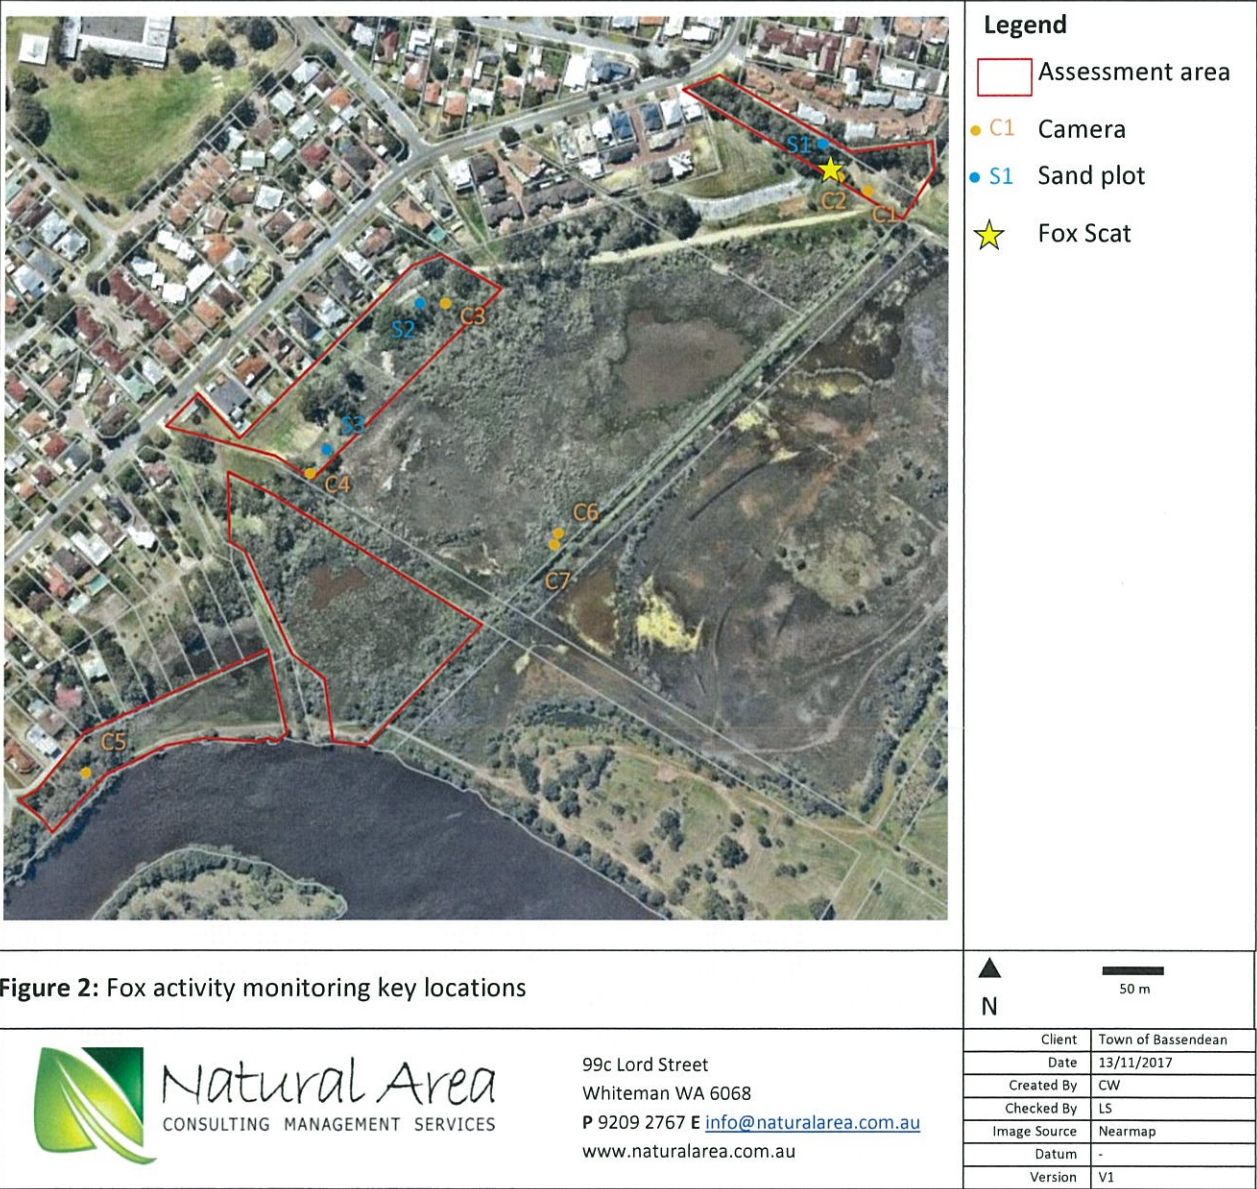 Legend
Assessment area
C1 Camera
S1 Sand plot
Fox Scat
S1
C2
C1
C3
S2
S3
C4
C6
C7
C5
Figure 2: Fox activity monitoring key locations
N
50 m
Natural Area
CONSULTING MANAGEMENT SERVICES
99c Lord Street
Whiteman WA 6068
P 9209 2767 E info@naturalarea.com.au
www.naturalarea.com.au
Client Town of Bassendean
Date 13/11/2017
Created By CW
Checked By LS
Image Source Nearmap
Datum -
Version V1